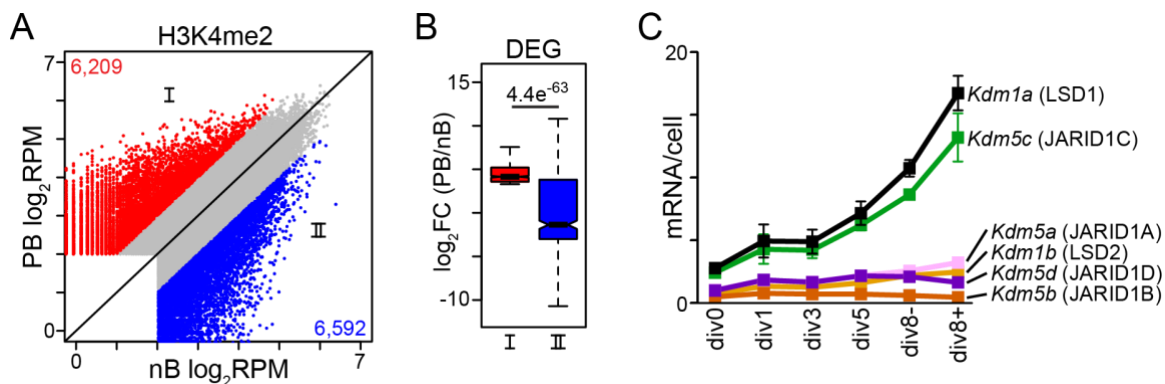 A
H3K4me2
7
6,209
I
II
PB log2RPM
0
6,592
0
7
nB log2RPM
B
DEG
15
4.4e-63
log2FC (PB/nB)
-10
I
II
C
20
mRNA/cell
0
Kdm1a (LSD1)
Kdm5c (JARID1C)
Kdm5a (JARID1A)
Kdm1b (LSD2)
Kdm5d (JARID1D)
Kdm5b (JARID1B)
div0
div1
div3
div5
div8-
div8+